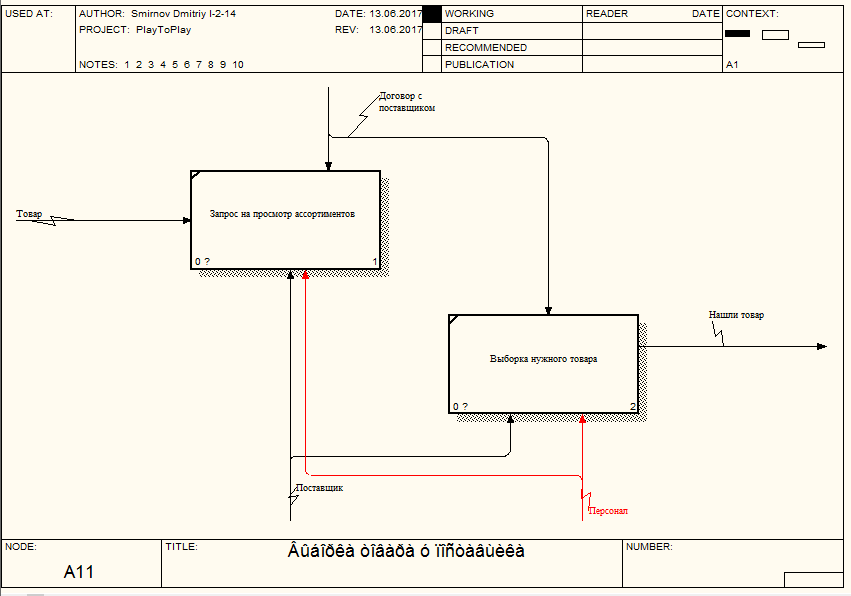 USED AT:
AUTHOR: Smirnov Dmitriy I-2-14
DATE: 13.06.2017
WORKING
READER
DATE
CONTEXT:
PROJECT: PlayToPlay
REV: 13.06.2017
DRAFT
RECOMMENDED
NOTES: 1 2 3 4 5 6 7 8 9 10
PUBLICATION
A1
Договор с
поставщиком
Товар
Запрос на просмотр ассортиментов
0 ?
1
Нашли товар
Выборка нужного товара
0 ?
2
Поставщик
Персонал
NODE:
TITLE:
NUMBER:
A11
Âûáîðêà òîâàðà ó ïîñòàâùèêà